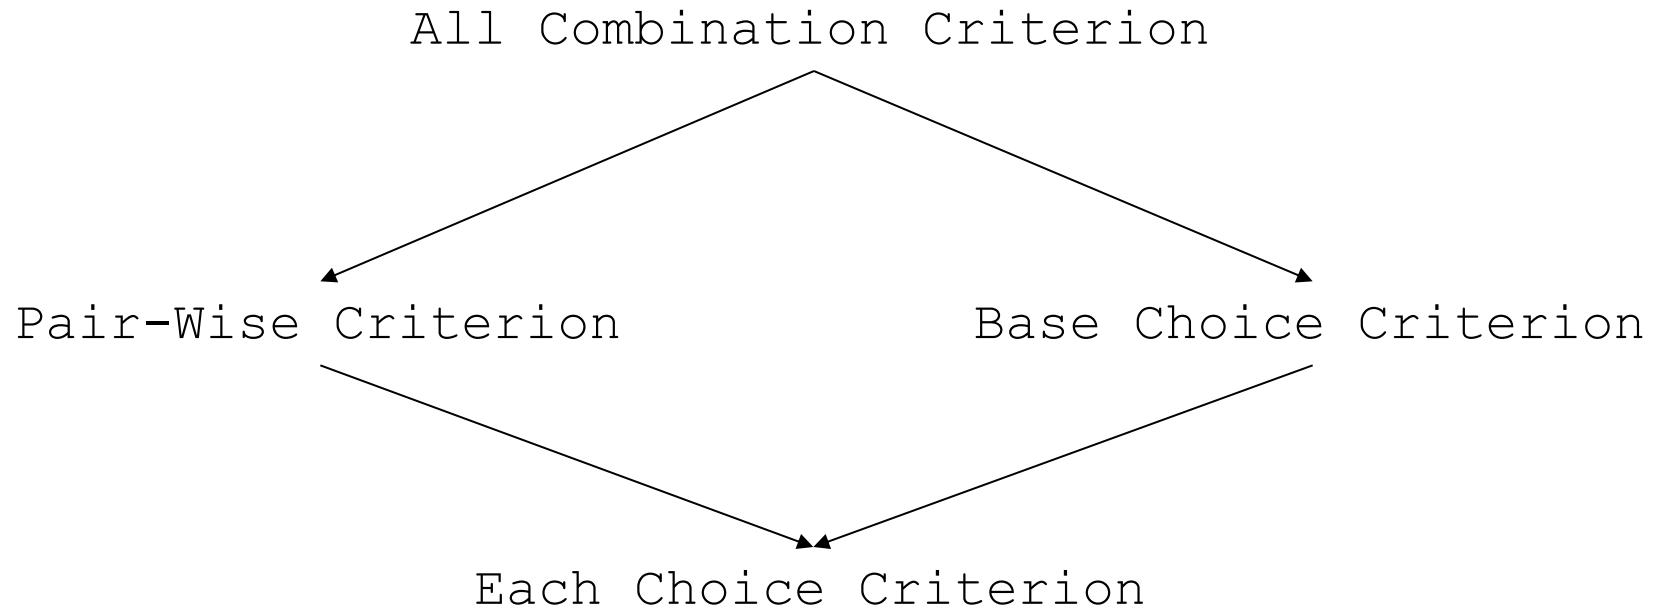 All Combination Criterion
Pair-Wise Criterion
Base Choice Criterion
Each Choice Criterion